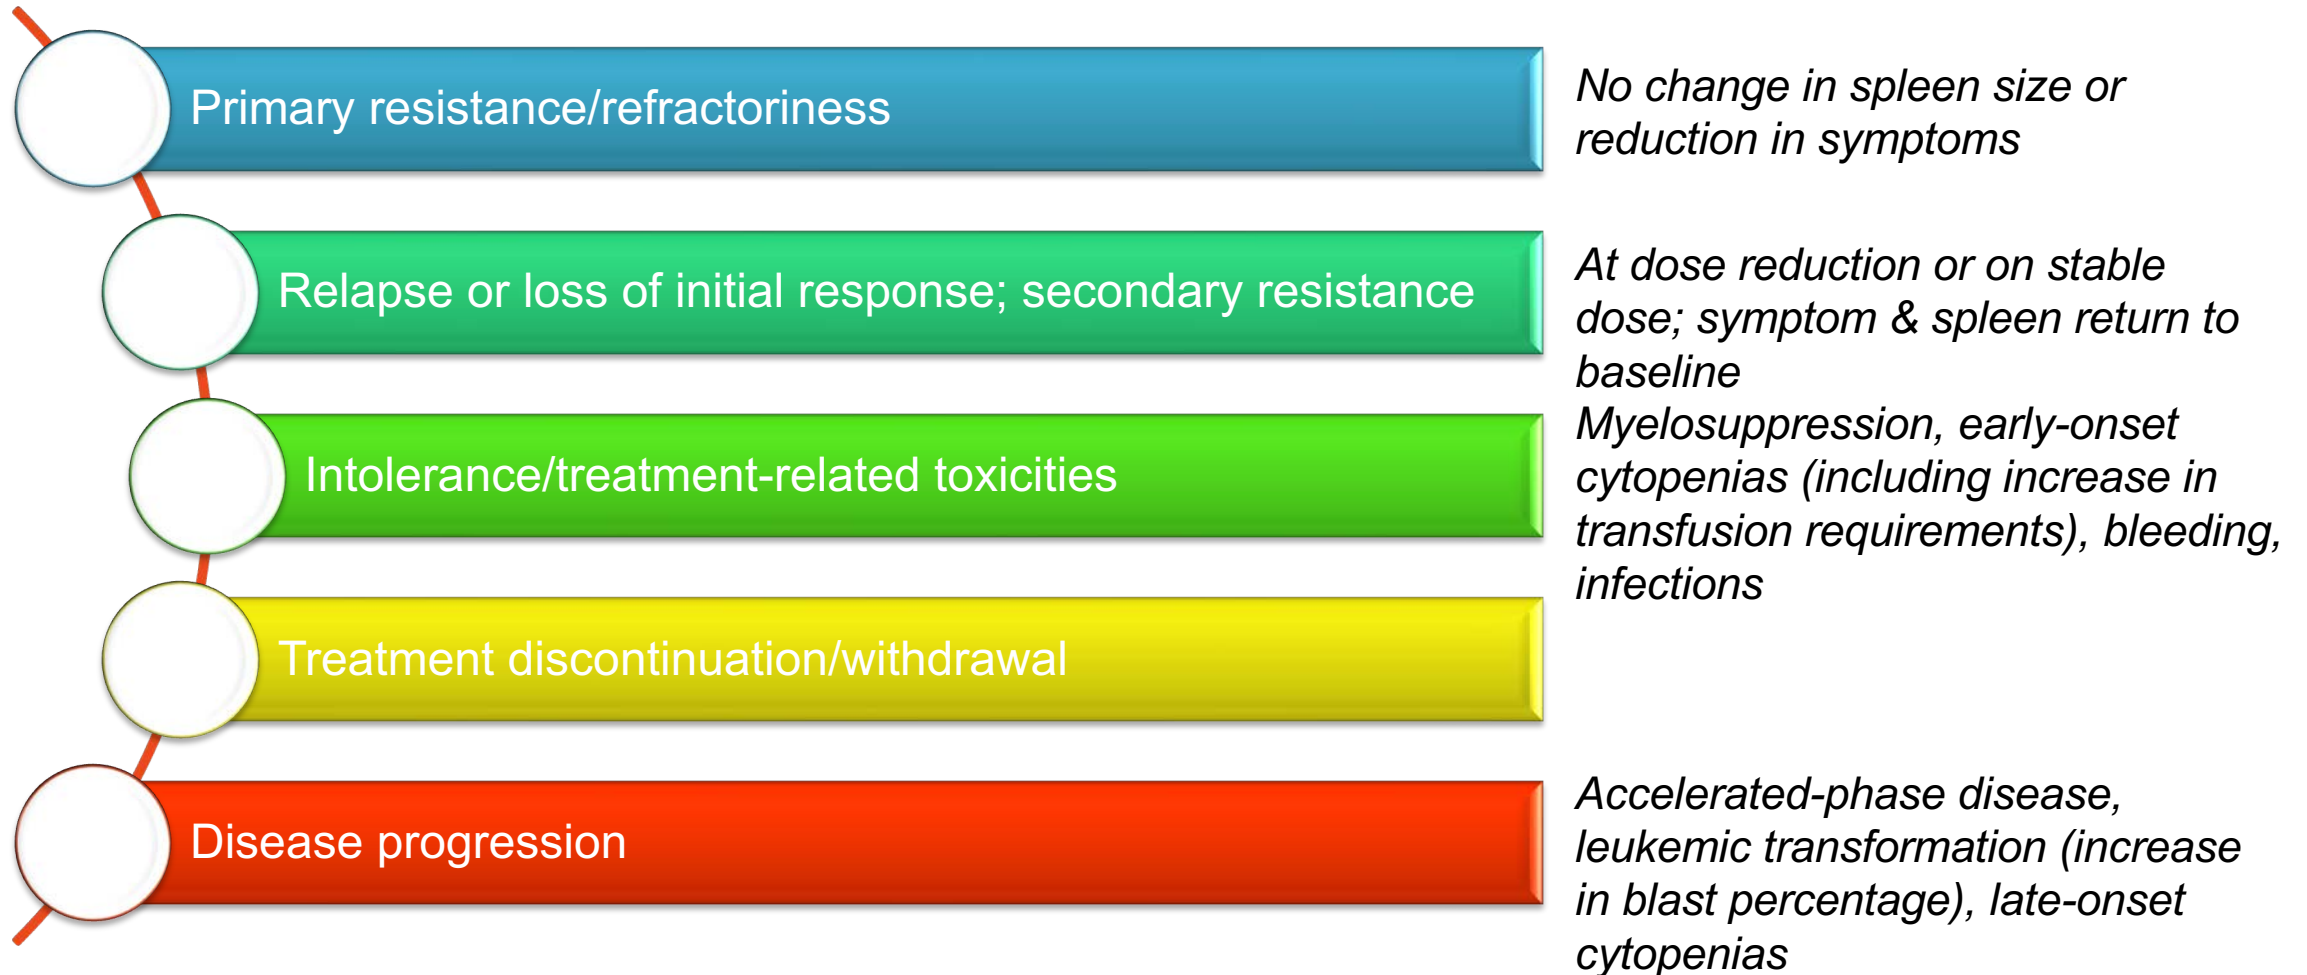 Primary resistance/refractoriness
No change in spleen size or
reduction in symptoms
Relapse or loss of initial response; secondary resistance
At dose reduction or on stable
dose; symptom & spleen return to
baseline
Intolerance/treatment-related toxicities
Myelosuppression, early-onset
cytopenias (including increase in
transfusion requirements), bleeding,
infections
Treatment discontinuation/withdrawal
Disease progression
Accelerated-phase disease,
leukemic transformation (increase
in blast percentage), late-onset
cytopenias